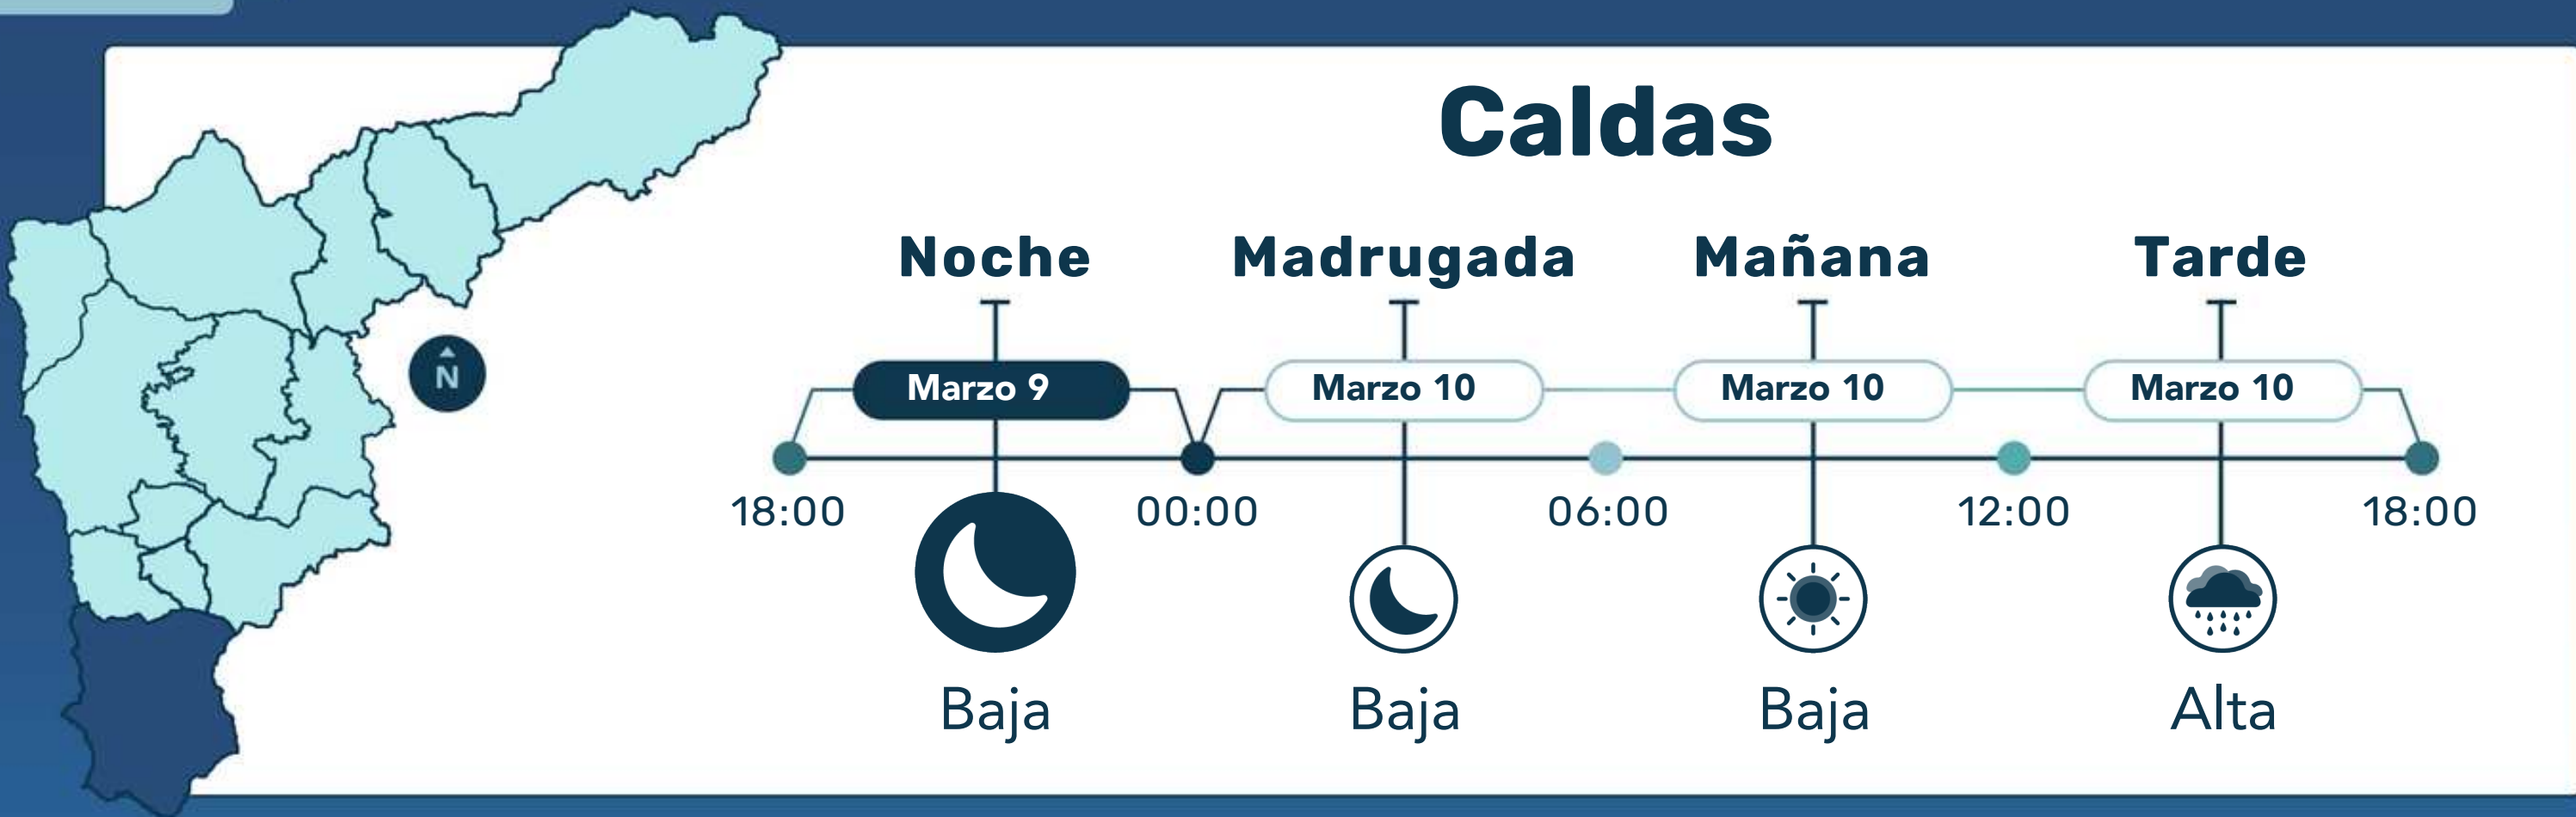 Caldas
Noche Madrugada Mañana Tarde
Marzo 9 Marzo 10 Marzo 10 Marzo 10
N
18:00 00:00 06:00 12:00 18:00
Baja Baja Baja Alta